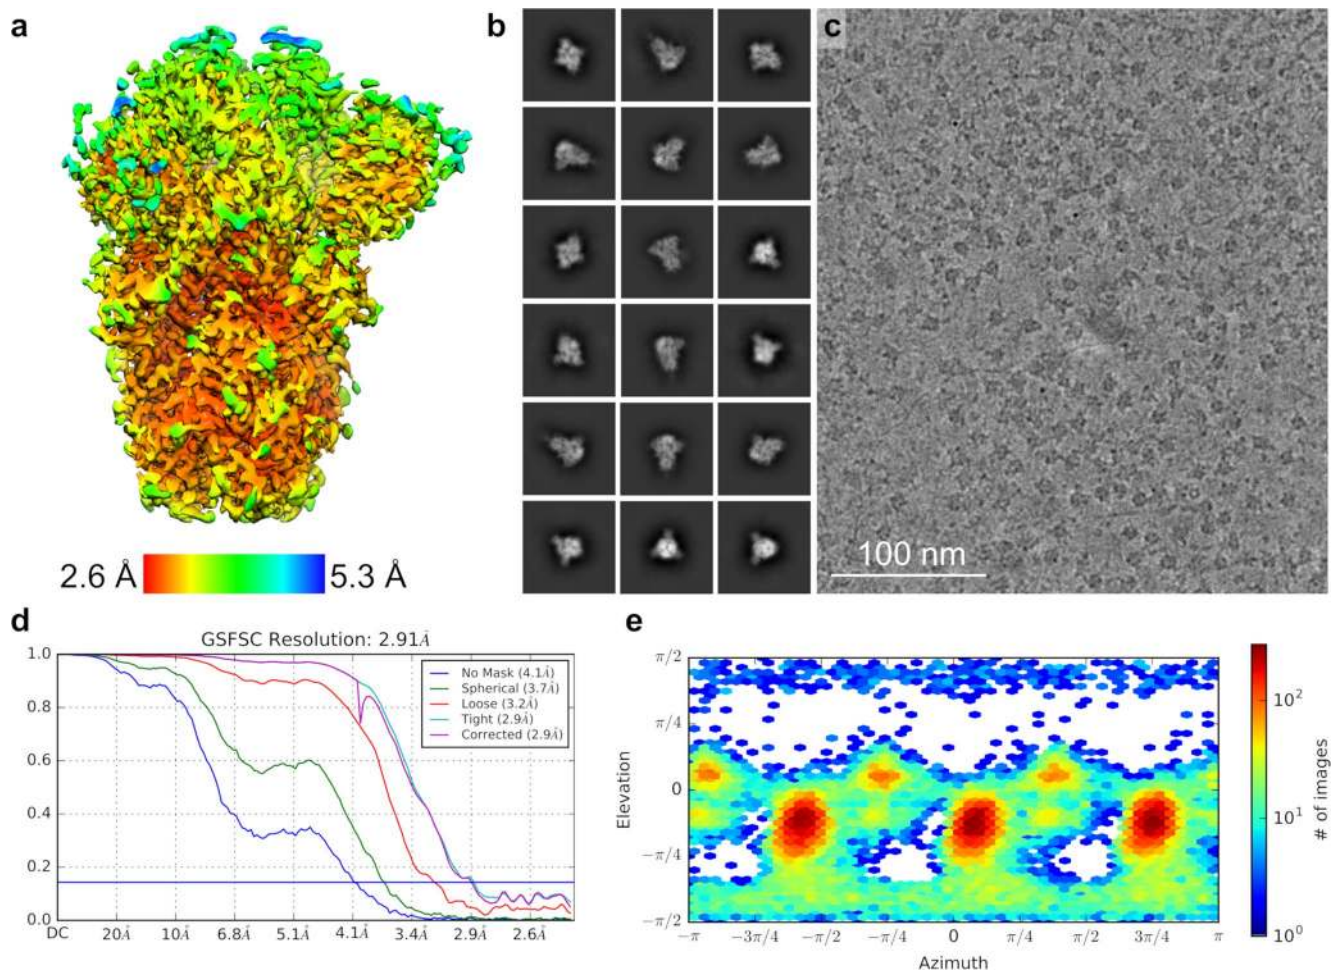 a
b
c
2.6 Å
5.3 Å
100 nm
d
GSFSC Resolution: 2.91Å
1.0
0.8
0.6
0.4
0.2
0.0
No Mask (4.1Å)
Spherical (3.7Å)
Loose (3.2Å)
Tight (2.9Å)
Corrected (2.9Å)
DC 20Å 10Å 6.8Å 5.1Å 4.1Å 3.4Å 2.9Å 2.6Å
e
Elevation
π/2
π/4
0
−π/4
−π/2
−π −3π/4 −π/2 −π/4 0 π/4 π/2 3π/4 π
Azimuth
10²
10¹
10⁰
# of images